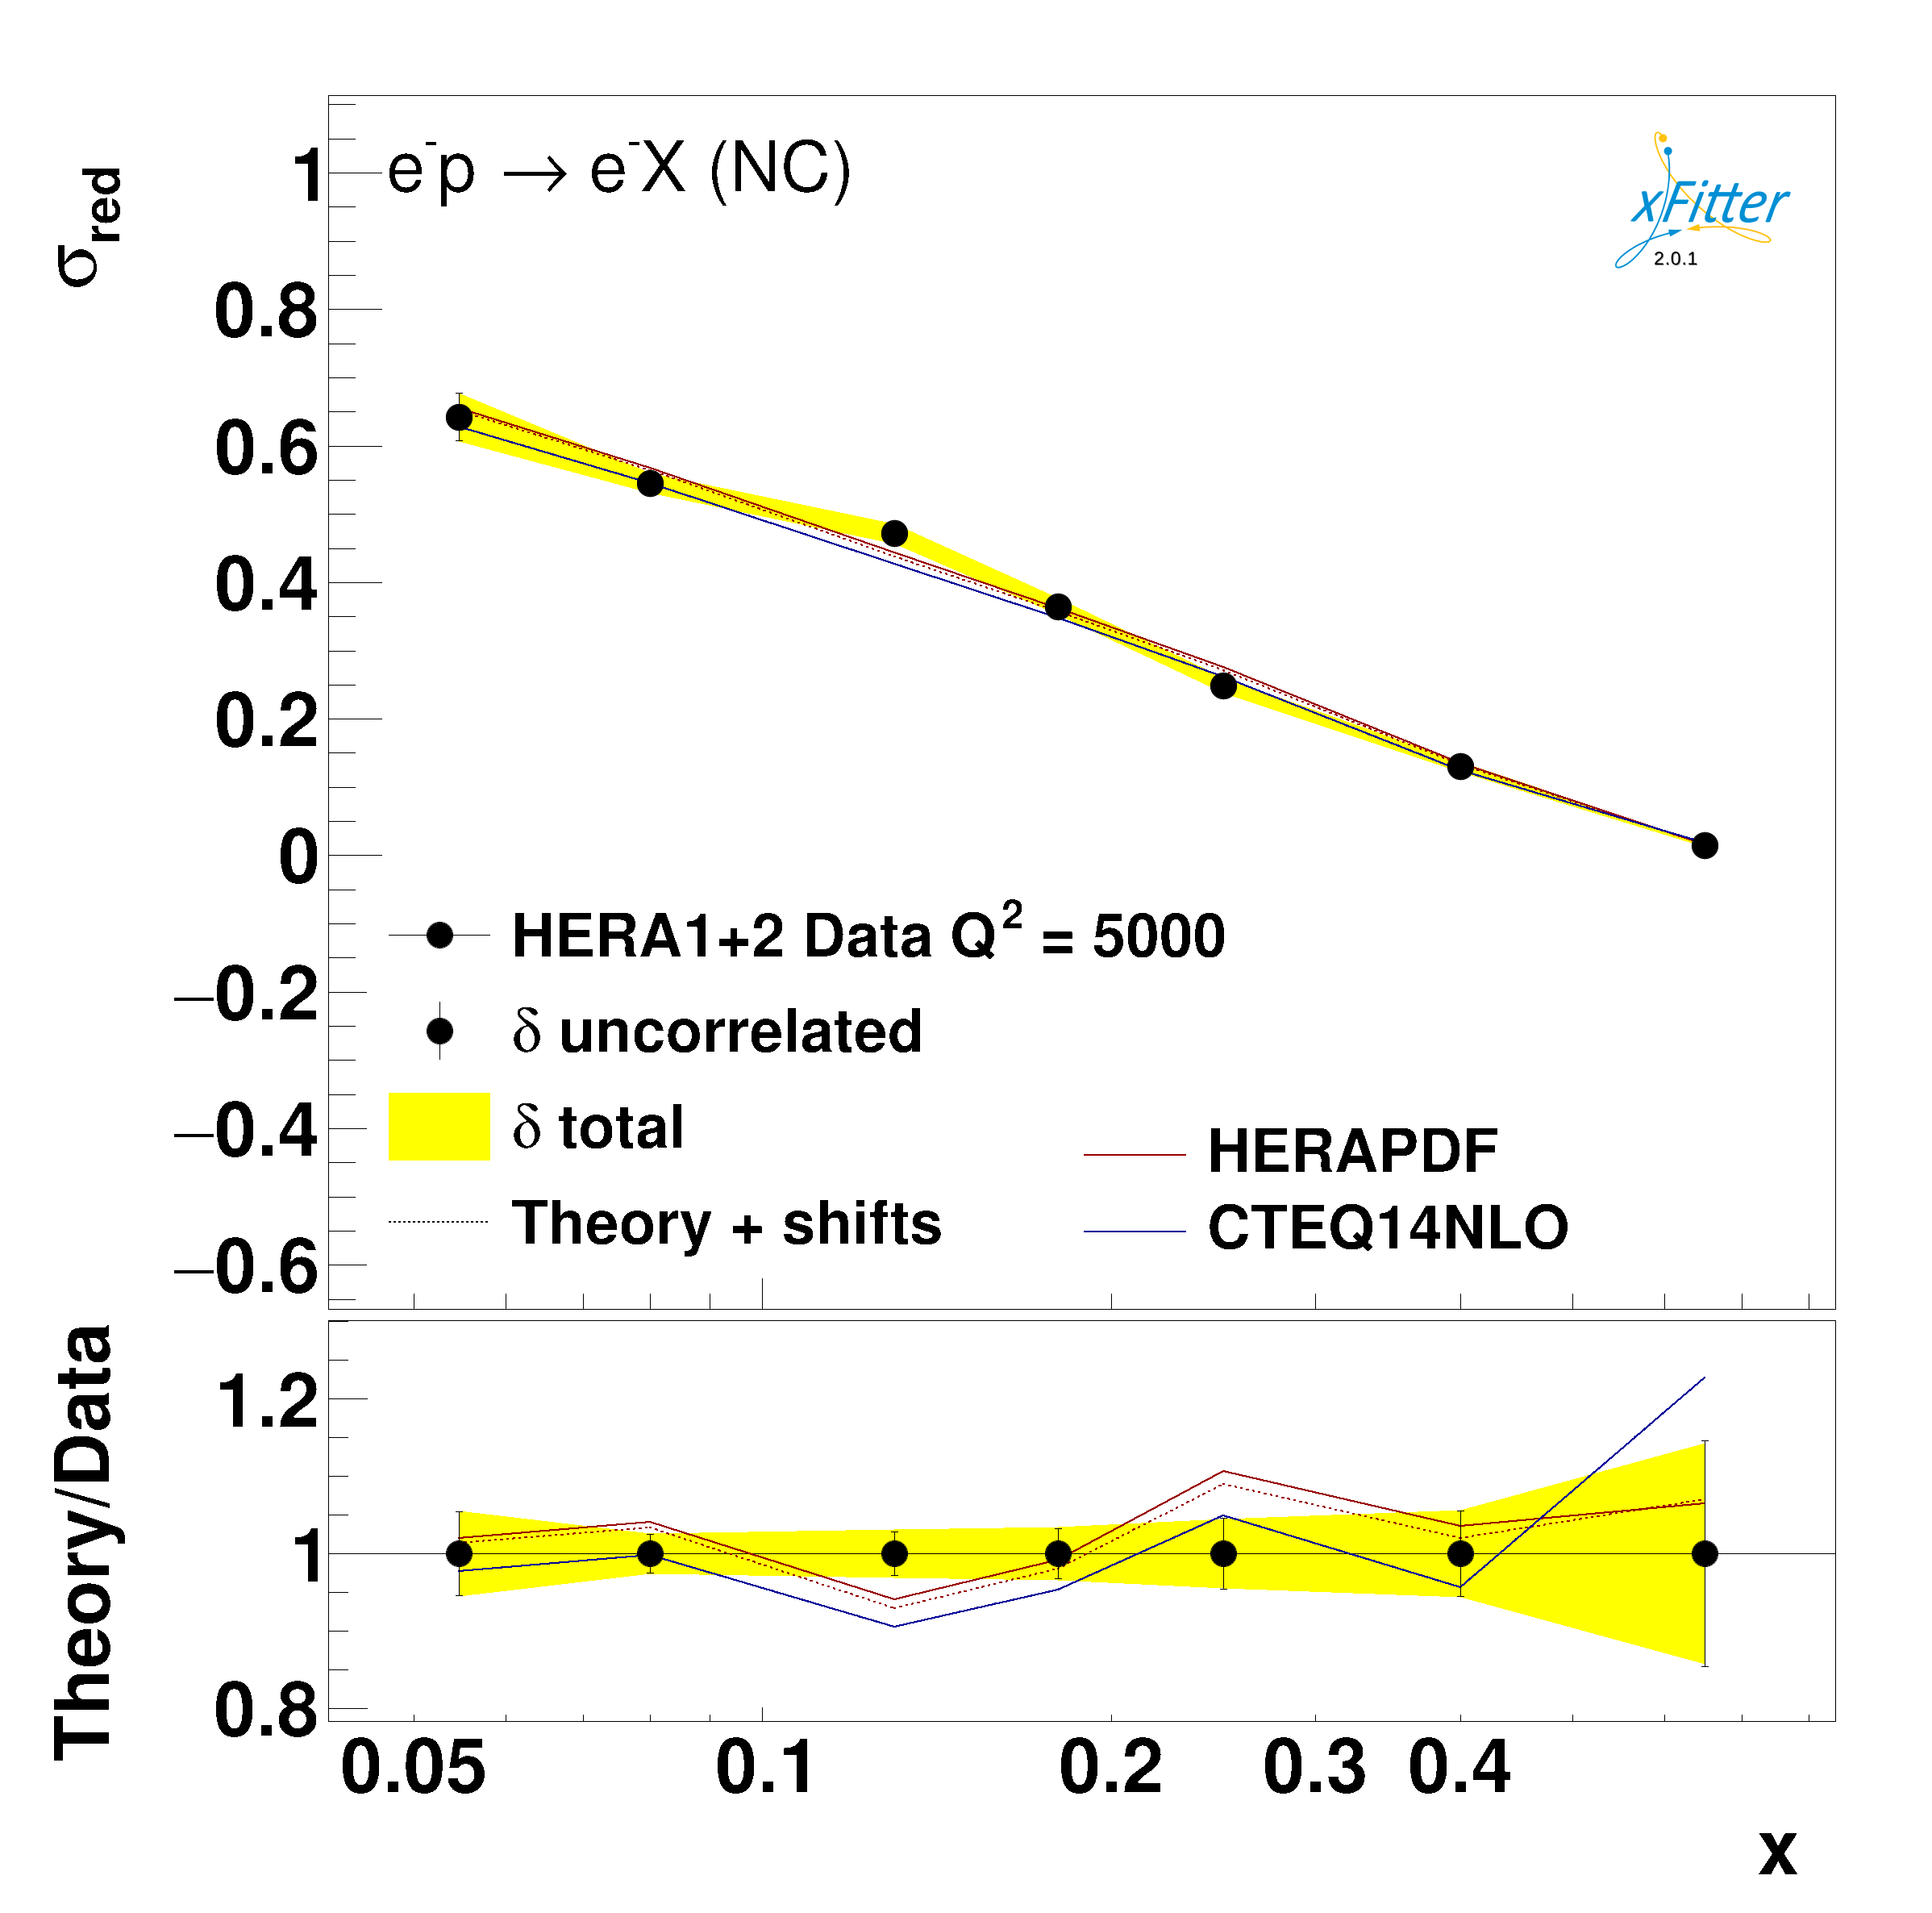 e⁻p → e⁻X (NC)
xFitter
2.0.1
σred
1
0.8
0.6
0.4
0.2
0
−0.2
−0.4
−0.6
HERA1+2 Data Q² = 5000
δ uncorrelated
δ total
Theory + shifts
HERAPDF
CTEQ14NLO
Theory/Data
1.2
1
0.8
0.05 0.1 0.2 0.3 0.4
x